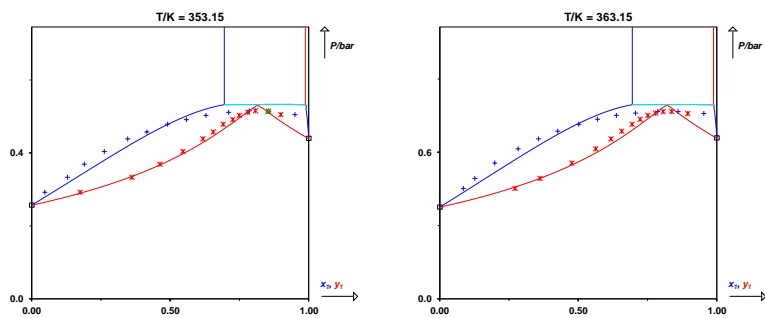 T/K = 353.15
P/bar
0.4
0.0
0.00
0.50
1.00
x₁, y₁
T/K = 363.15
P/bar
0.6
0.0
0.00
0.50
1.00
x₁, y₁